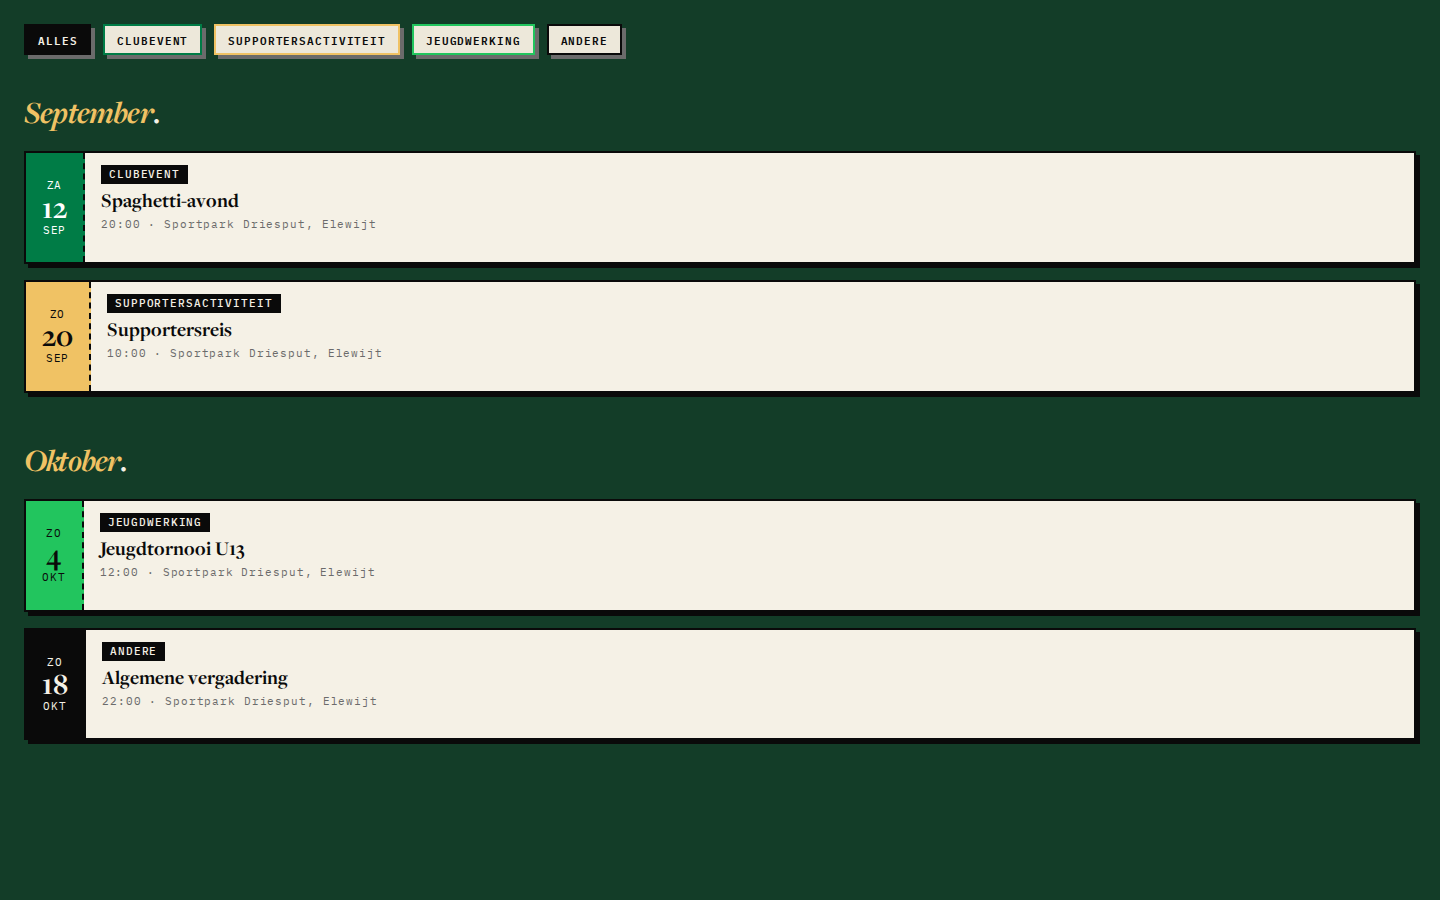 ALLES CLUBEVENT SUPPORTERSACTIVITEIT JEUGDWERKING ANDERE
September.
ZA
12
SEP
CLUBEVENT
Spaghetti-avond
20:00 · Sportpark Driesput, Elewijt
ZO
20
SEP
SUPPORTERSACTIVITEIT
Supportersreis
10:00 · Sportpark Driesput, Elewijt
Oktober.
ZO
4
OKT
JEUGDWERKING
Jeugdtornooi U13
12:00 · Sportpark Driesput, Elewijt
ZO
18
OKT
ANDERE
Algemene vergadering
22:00 · Sportpark Driesput, Elewijt